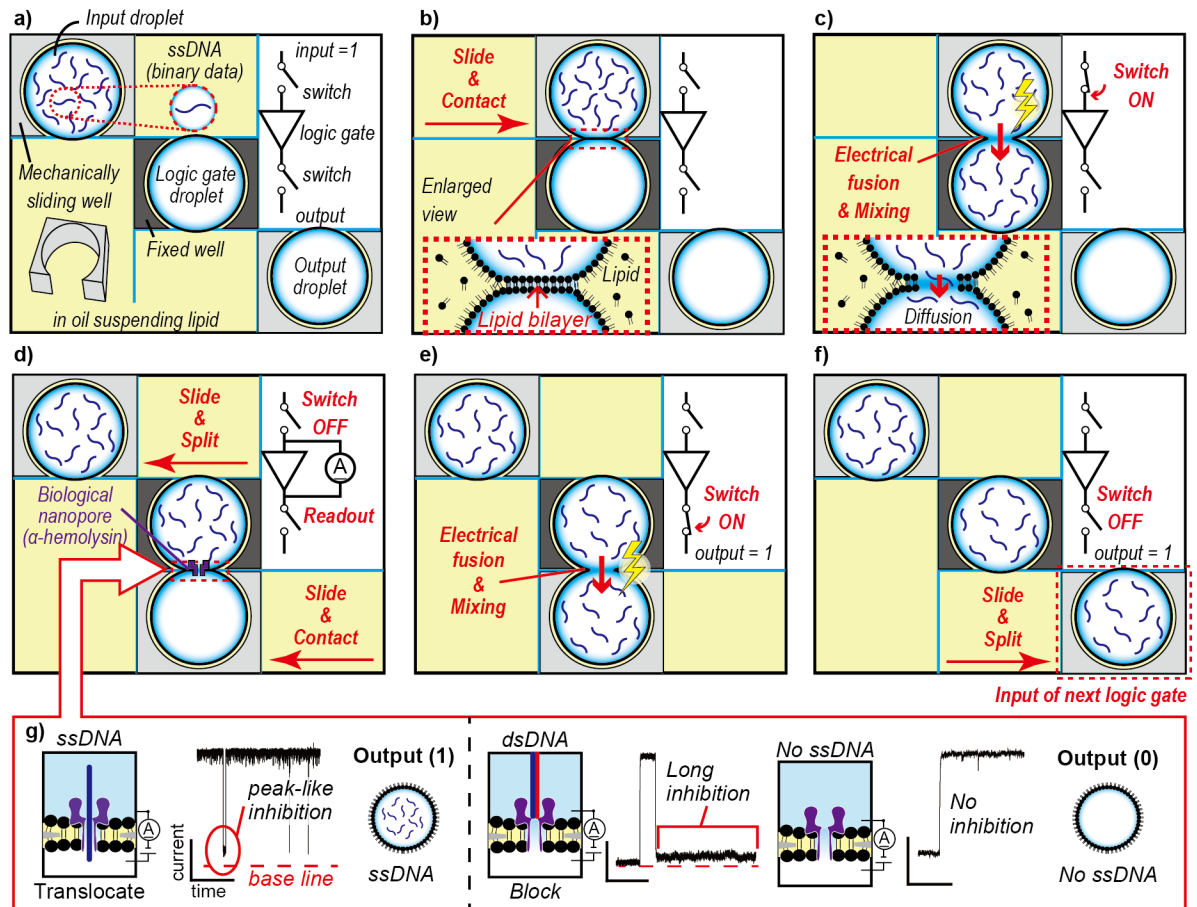 a)
Input droplet
ssDNA
(binary data)
input =1
switch
logic gate
switch
output
Mechanically
sliding well
Logic gate
droplet
Fixed well
Output
droplet
in oil suspending lipid
b)
Slide
&
Contact
Enlarged
view
Lipid
Lipid bilayer
c)
Switch
ON
Electrical
fusion
& Mixing
Diffusion
d)
Slide
&
Split
Switch
OFF
A
Readout
Biological
nanopore
(α-hemolysin)
Slide
&
Contact
e)
Switch
ON
output = 1
Electrical
fusion
&
Mixing
f)
Switch
OFF
output = 1
Slide
&
Split
Input of next logic gate
g)
ssDNA
A
Translocate
current
time
peak-like
inhibition
base line
Output (1)
ssDNA
dsDNA
A
Block
Long
inhibition
No ssDNA
A
No
inhibition
Output (0)
No ssDNA